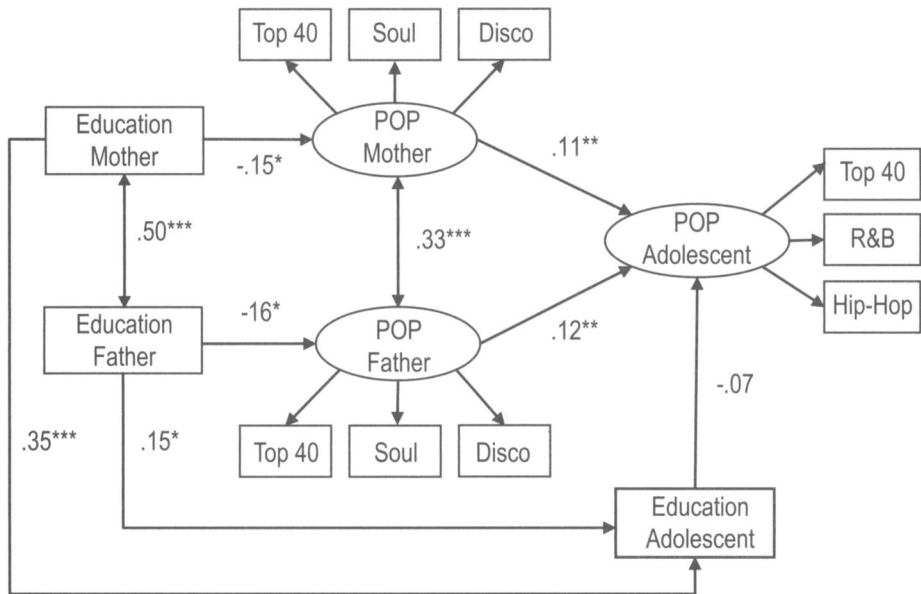 Top 40
Soul
Disco
Education
Mother
-.15*
POP
Mother
.11**
Top 40
.50***
.33***
POP
Adolescent
R&B
Education
Father
-16*
POP
Father
.12**
Hip-Hop
.35***
.15*
Top 40
Soul
Disco
-.07
Education
Adolescent